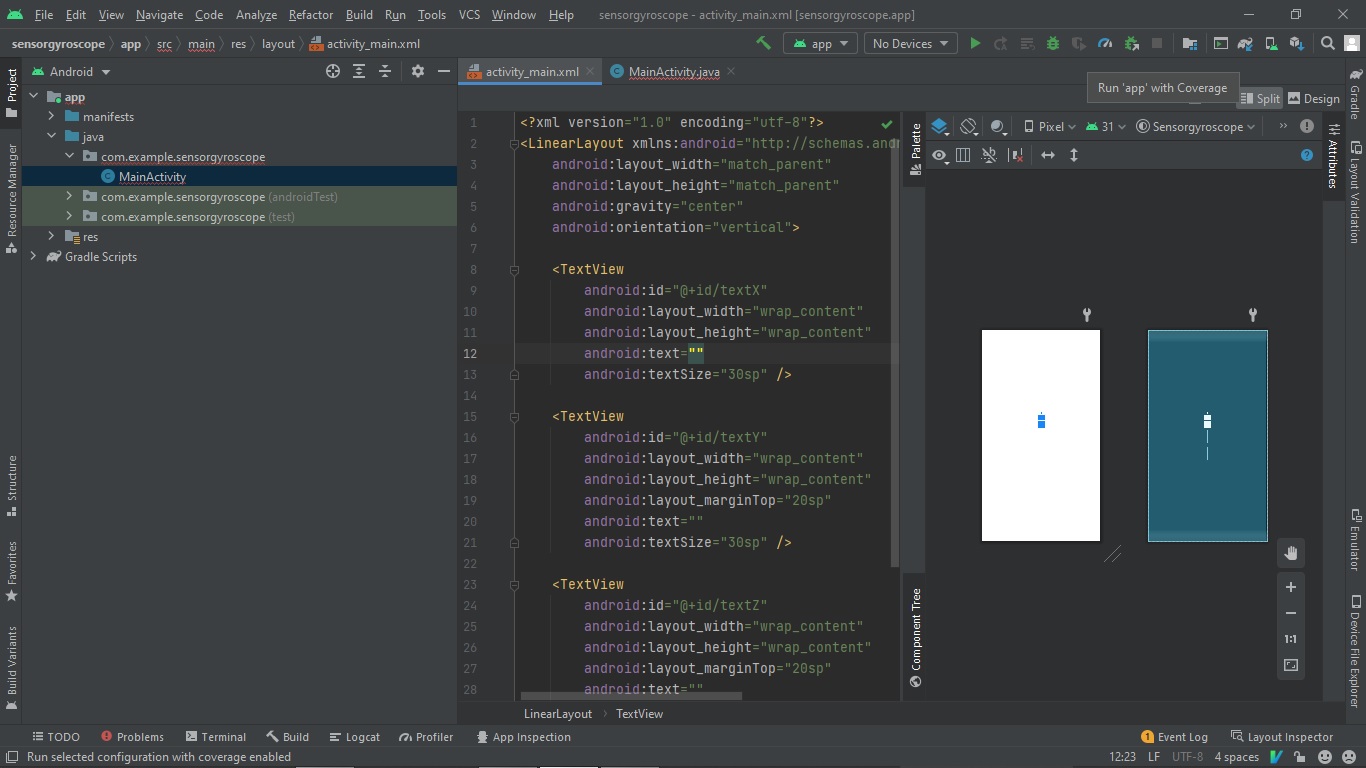 File Edit View Navigate Code Analyze Refactor Build Run Tools VCS Window Help sensorgyroscope - activity_main.xml [sensorgyroscope.app]
sensorgyroscope app src main res layout activity_main.xml app No Devices
Project
Resource Manager
Structure
Favorites
Build Variants
Android
app
manifests
java
com.example.sensorgyroscope
MainActivity
com.example.sensorgyroscope (androidTest)
com.example.sensorgyroscope (test)
res
Gradle Scripts
activity_main.xml MainActivity.java
Run 'app' with Coverage
Split Design
1 <?xml version="1.0" encoding="utf-8"?>
2 <LinearLayout xmlns:android="http://schemas.and
3 android:layout_width="match_parent"
4 android:layout_height="match_parent"
5 android:gravity="center"
6 android:orientation="vertical">
7
8 <TextView
9 android:id="@+id/textX"
10 android:layout_width="wrap_content"
11 android:layout_height="wrap_content"
12 android:text=""
13 android:textSize="30sp" />
14
15 <TextView
16 android:id="@+id/textY"
17 android:layout_width="wrap_content"
18 android:layout_height="wrap_content"
19 android:layout_marginTop="20sp"
20 android:text=""
21 android:textSize="30sp" />
22
23 <TextView
24 android:id="@+id/textZ"
25 android:layout_width="wrap_content"
26 android:layout_height="wrap_content"
27 android:layout_marginTop="20sp"
28 android:text=""
LinearLayout TextView
Palette
Component Tree
Pixel 31 Sensorgyroscope
1:1
Attributes
Gradle
Layout Validation
Emulator
Device File Explorer
TODO Problems Terminal Build Logcat Profiler App Inspection 1 Event Log Layout Inspector
Run selected configuration with coverage enabled 12:23 LF UTF-8 4 spaces